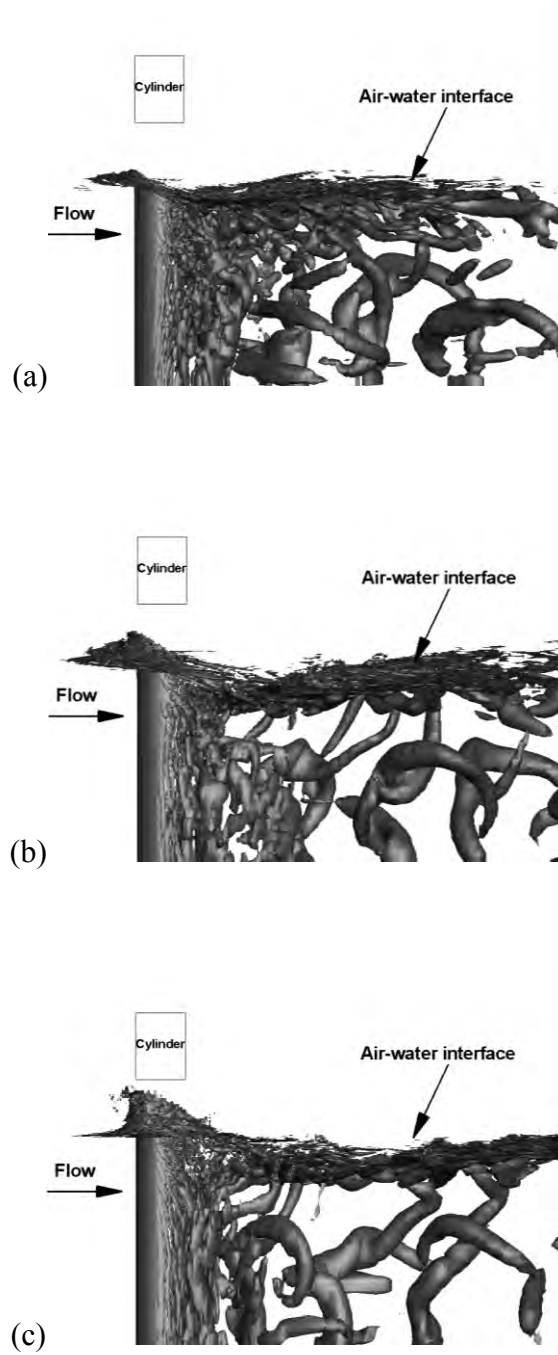 Cylinder
Air-water interface
Flow
(a)
Cylinder
Air-water interface
Flow
(b)
Cylinder
Air-water interface
Flow
(c)